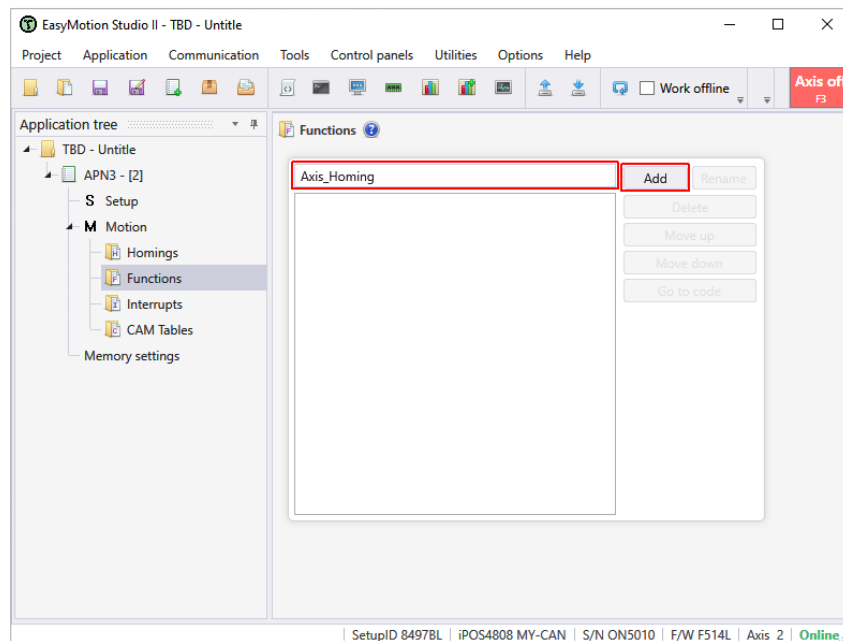 EasyMotion Studio II - TBD - Untitle
Project Application Communication Tools Control panels Utilities Options Help
Work offline
Axis off
F3
Application tree
TBD - Untitle
APN3 - [2]
S Setup
M Motion
Homings
Functions
Interrupts
CAM Tables
Memory settings
Functions
Axis_Homing
Add Rename
Delete
Move up
Move down
Go to code
SetupID 8497BL iPOS4808 MY-CAN S/N ON5010 F/W F514L Axis 2 Online